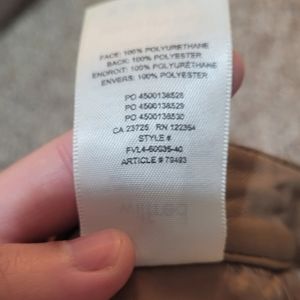 FACE: 100% POLYURETHANE
BACK: 100% POLYESTER
ENDROIT: 100% POLYURÉTHANE
ENVERS: 100% POLYESTER
PO 4500138528
PO 4500138529
PO 4500138530
CA 23725 RN 122354
STYLE #
FVL4-60035-40
ARTICLE # 79493